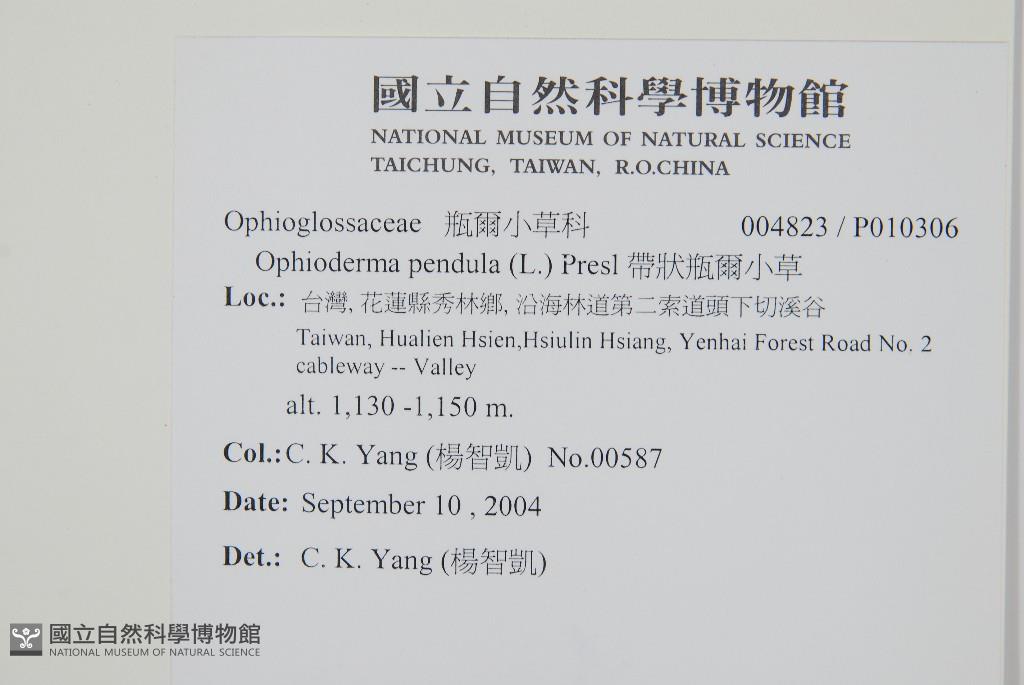 國立自然科學博物館
NATIONAL MUSEUM OF NATURAL SCIENCE
TAICHUNG, TAIWAN, R.O.CHINA
Ophioglossaceae 瓶爾小草科 004823 / P010306
Ophioderma pendula (L.) Presl 帶狀瓶爾小草
Loc.: 台灣, 花蓮縣秀林鄉, 沿海林道第二索道頭下切溪谷
Taiwan, Hualien Hsien,Hsiulin Hsiang, Yenhai Forest Road No. 2
cableway -- Valley
alt. 1,130 -1,150 m.
Col.: C. K. Yang (楊智凱) No.00587
Date: September 10 , 2004
Det.: C. K. Yang (楊智凱)
國立自然科學博物館
NATIONAL MUSEUM OF NATURAL SCIENCE